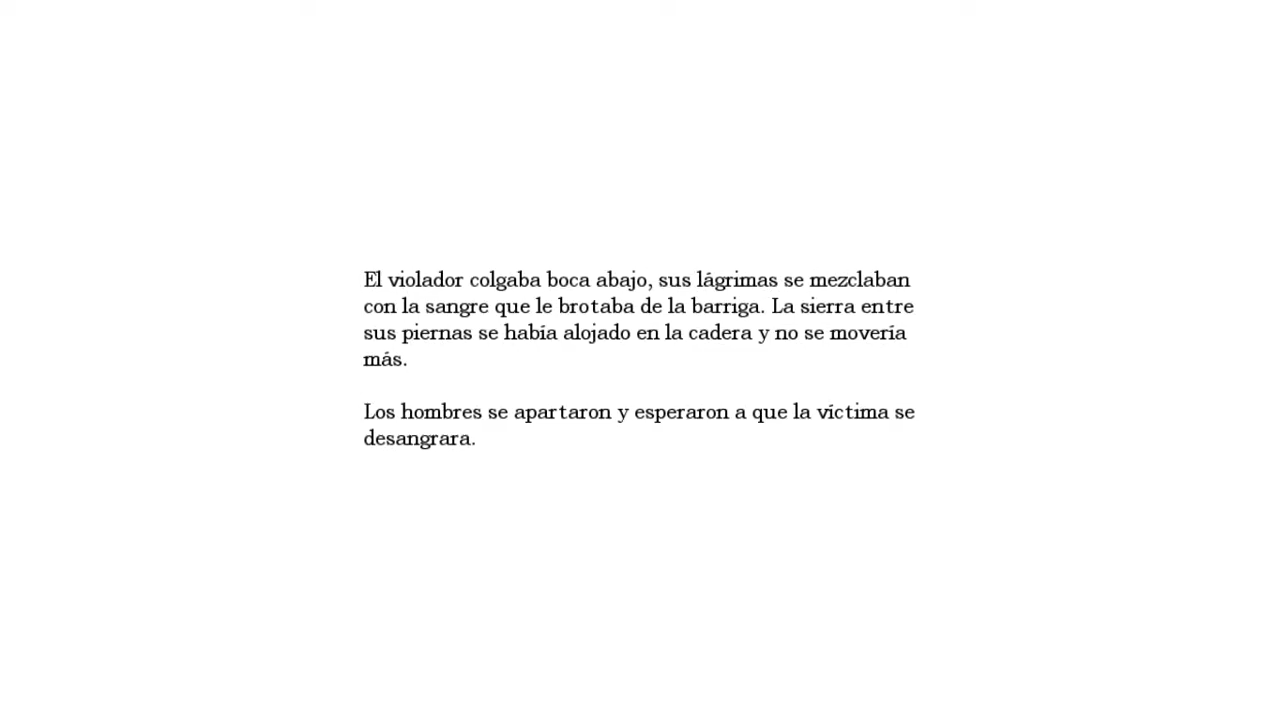 El violador colgaba boca abajo, sus lágrimas se mezclaban
con la sangre que le brotaba de la barriga. La sierra entre
sus piernas se había alojado en la cadera y no se movería
más.
Los hombres se apartaron y esperaron a que la víctima se
desangrara.